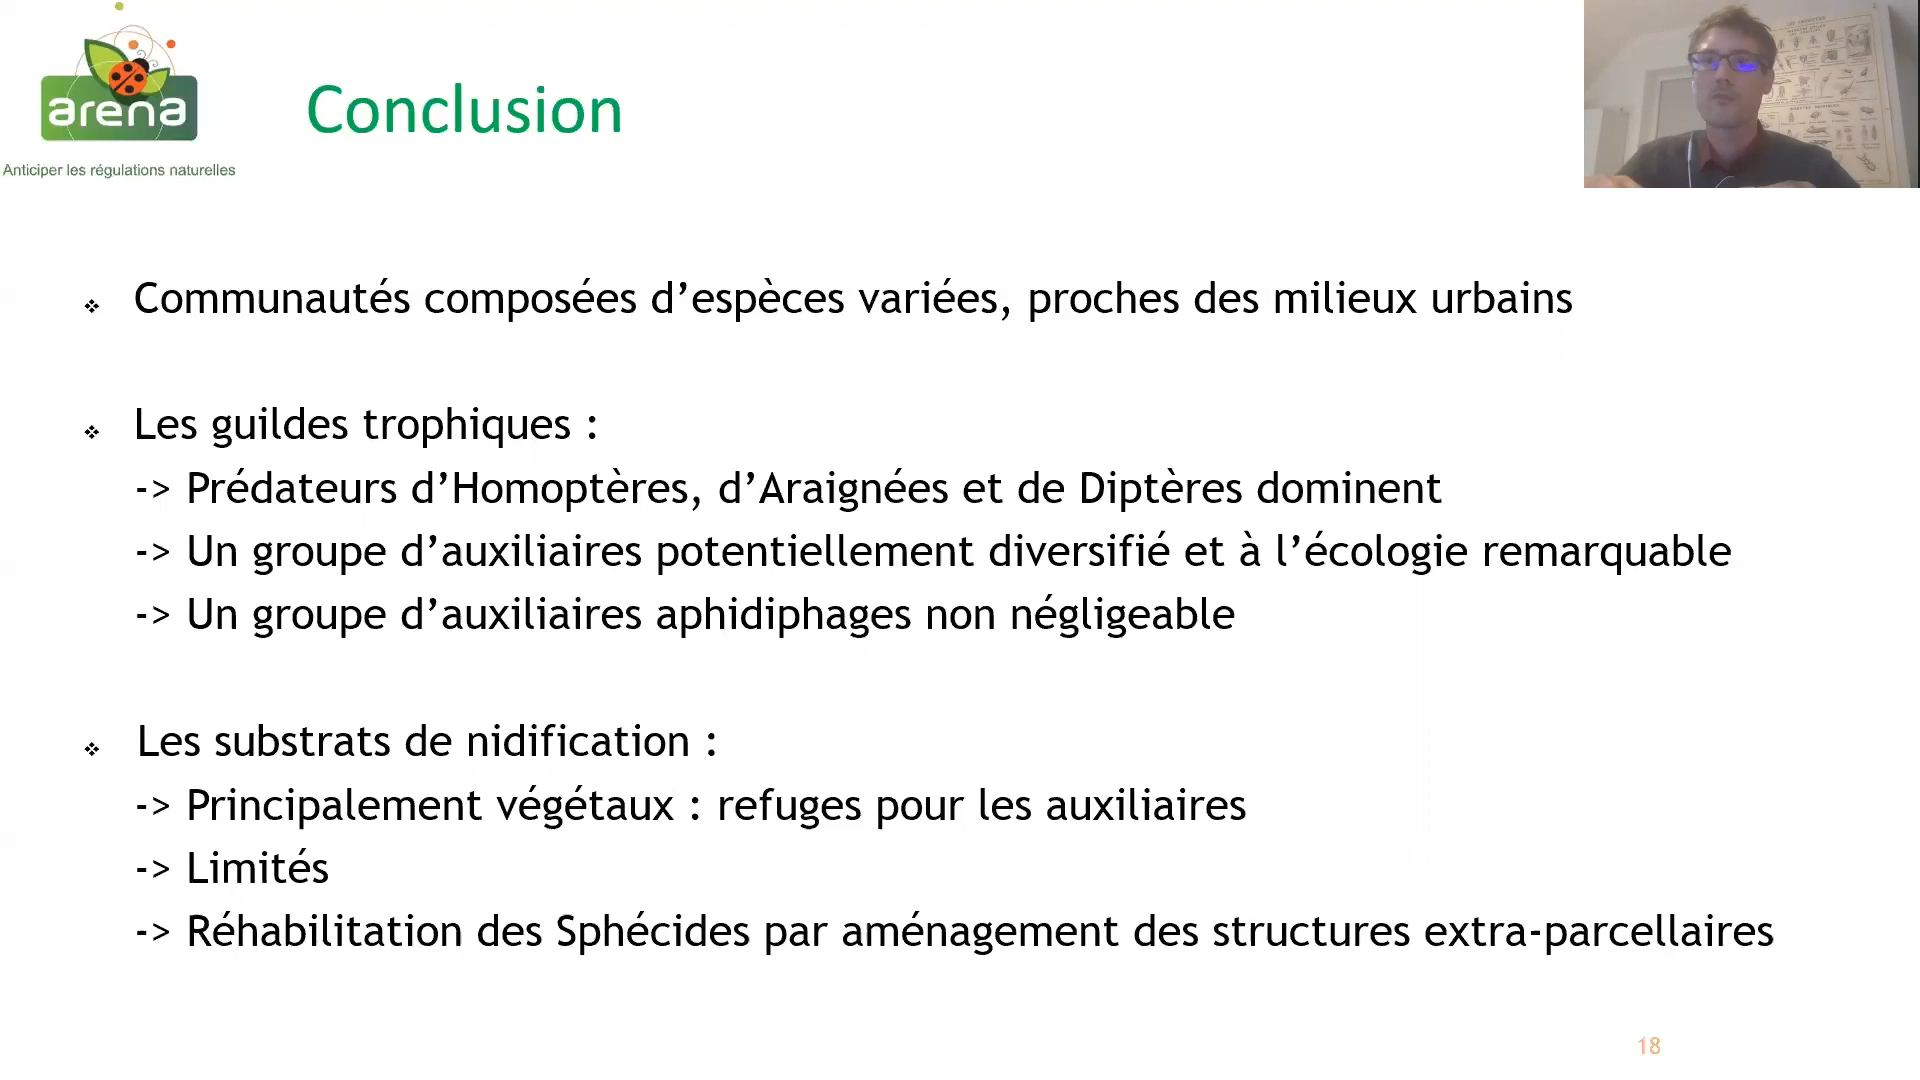 arena
Anticiper les régulations naturelles
Conclusion
❖ Communautés composées d’espèces variées, proches des milieux urbains
❖ Les guildes trophiques :
-> Prédateurs d’Homoptères, d’Araignées et de Diptères dominent
-> Un groupe d’auxiliaires potentiellement diversifié et à l’écologie remarquable
-> Un groupe d’auxiliaires aphidiphages non négligeable
❖ Les substrats de nidification :
-> Principalement végétaux : refuges pour les auxiliaires
-> Limités
-> Réhabilitation des Sphécides par aménagement des structures extra-parcellaires
18